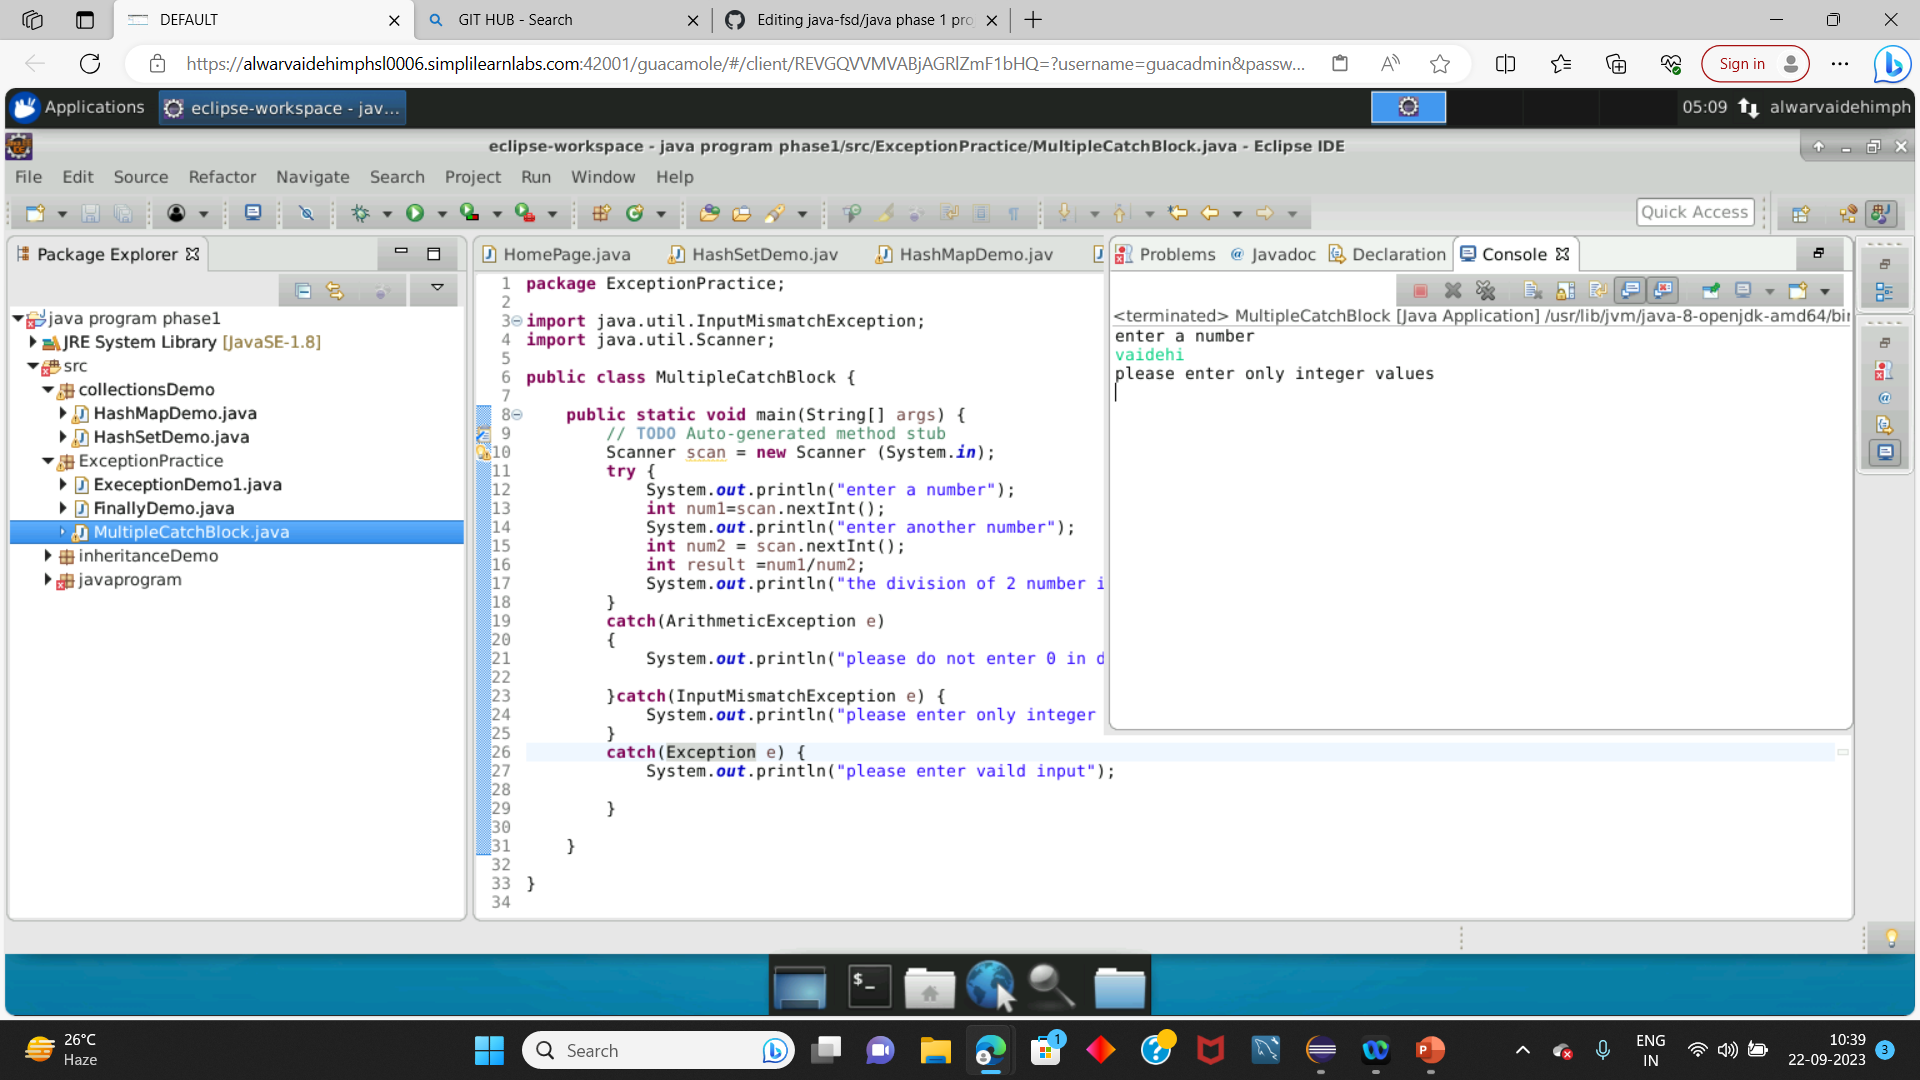 DEFAULT
GIT HUB - Search
Editing java-fsd/java phase 1 pro
https://alwarvaidehimphsl0006.simplilearnlabs.com:42001/guacamole/#/client/REVGQVVMVABjAGRlZmF1bHQ=?username=guacadmin&passw...
Sign in
Applications
eclipse-workspace - jav...
05:09
alwarvaidehimph
eclipse-workspace - java program phase1/src/ExceptionPractice/MultipleCatchBlock.java - Eclipse IDE
File Edit Source Refactor Navigate Search Project Run Window Help
Quick Access
Package Explorer
java program phase1
JRE System Library [JavaSE-1.8]
src
collectionsDemo
HashMapDemo.java
HashSetDemo.java
ExceptionPractice
ExeceptionDemo1.java
FinallyDemo.java
MultipleCatchBlock.java
inheritanceDemo
javaprogram
HomePage.java HashSetDemo.jav HashMapDemo.jav
1 package ExceptionPractice;
2
3 import java.util.InputMismatchException;
4 import java.util.Scanner;
5
6 public class MultipleCatchBlock {
7
8 public static void main(String[] args) {
9 // TODO Auto-generated method stub
10 Scanner scan = new Scanner (System.in);
11 try {
12 System.out.println("enter a number");
13 int num1=scan.nextInt();
14 System.out.println("enter another number");
15 int num2 = scan.nextInt();
16 int result =num1/num2;
17 System.out.println("the division of 2 number i
18 }
19 catch(ArithmeticException e)
20 {
21 System.out.println("please do not enter 0 in d
22
23 }catch(InputMismatchException e) {
24 System.out.println("please enter only integer
25 }
26 catch(Exception e) {
27 System.out.println("please enter vaild input");
28
29 }
30
31 }
32
33 }
34
Problems @ Javadoc Declaration Console
<terminated> MultipleCatchBlock [Java Application] /usr/lib/jvm/java-8-openjdk-amd64/bin
enter a number
vaidehi
please enter only integer values
26°C
Haze
Search
1
ENG
IN
10:39
22-09-2023
3